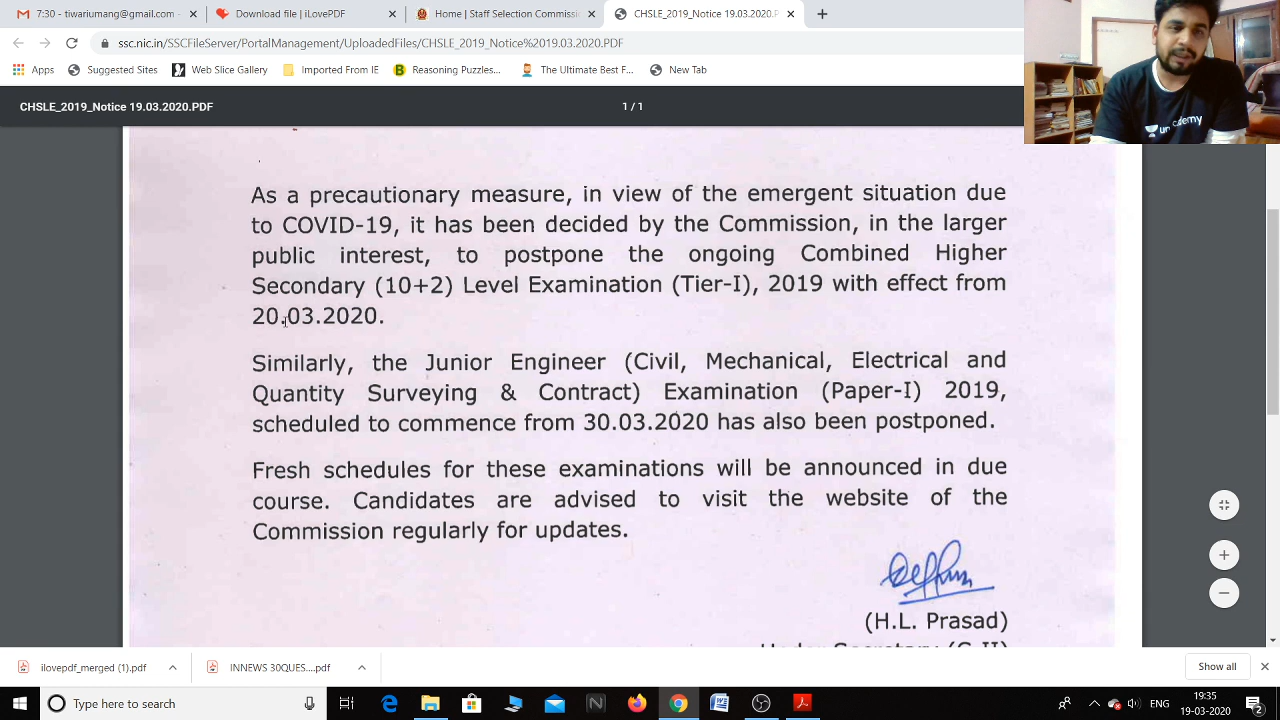 7:30 - tiwariumang@gmail.com
Download file | iLovePDF
Home | Staff Selection Commissi
CHSLE_2019_Notice 19.03.2020.P
ssc.nic.in/SSCFileServer/PortalManagement/UploadedFiles/CHSLE_2019_Notice%2019.03.2020.PDF
Apps
Suggested Sites
Web Slice Gallery
Imported From IE
Reasoning Puzzles...
The Ultimate Best F...
New Tab
CHSLE_2019_Notice 19.03.2020.PDF
1 / 1
As a precautionary measure, in view of the emergent situation due
to COVID-19, it has been decided by the Commission, in the larger
public interest, to postpone the ongoing Combined Higher
Secondary (10+2) Level Examination (Tier-I), 2019 with effect from
20.03.2020.
Similarly, the Junior Engineer (Civil, Mechanical, Electrical and
Quantity Surveying & Contract) Examination (Paper-I) 2019,
scheduled to commence from 30.03.2020 has also been postponed.
Fresh schedules for these examinations will be announced in due
course. Candidates are advised to visit the website of the
Commission regularly for updates.
(H.L. Prasad)
Under Secretary (C-II)
ilovepdf_merged (1).pdf
INNEWS 30QUES....pdf
Show all
Type here to search
ENG
19:35
19-03-2020
2